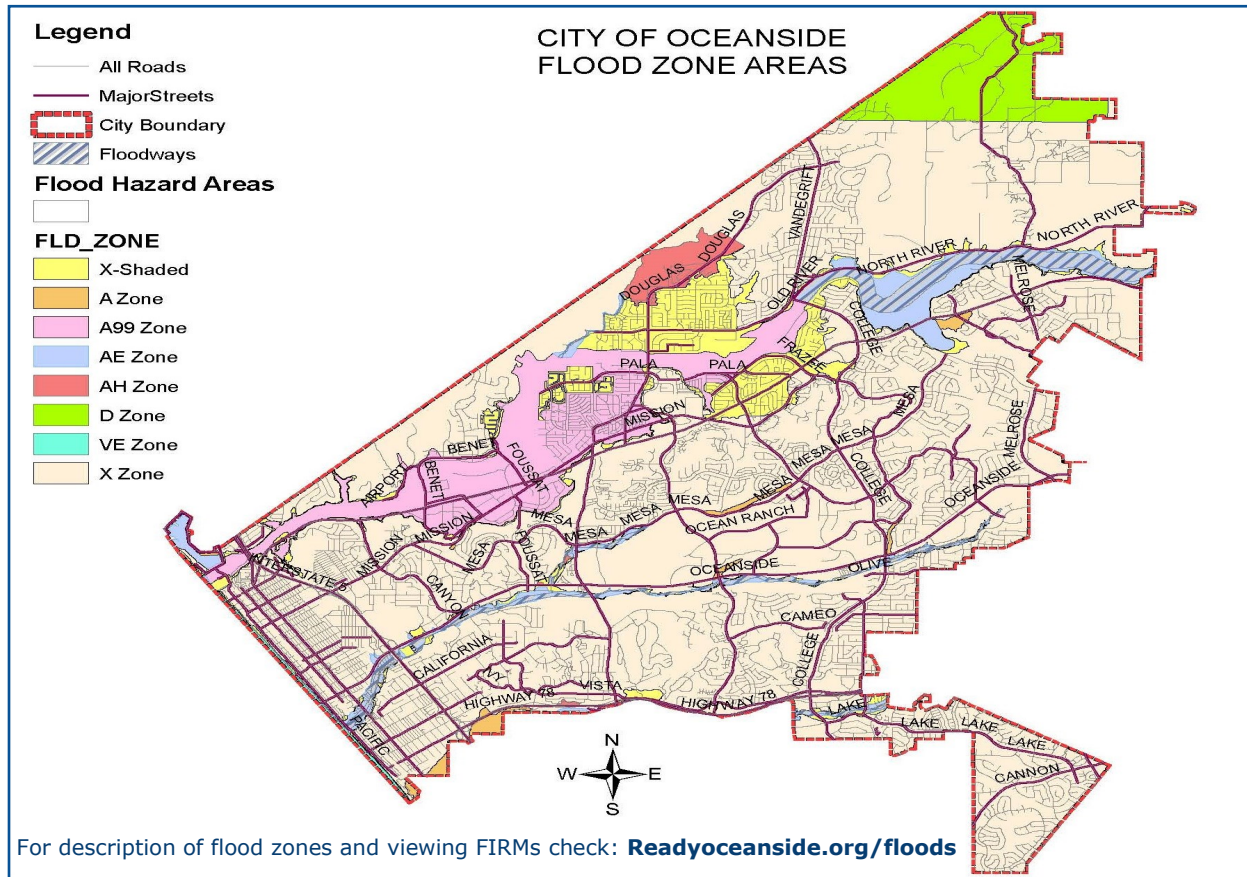 Legend
All Roads
MajorStreets
City Boundary
Floodways
Flood Hazard Areas
FLD_ZONE
X-Shaded
A Zone
A99 Zone
AE Zone
AH Zone
D Zone
VE Zone
X Zone
CITY OF OCEANSIDE
FLOOD ZONE AREAS
VANDEGRIFT
DOUGLAS
DOUGLAS
NORTH RIVER
NORTH RIVER
OLD RIVER
MELROSE
COLLEGE
FRAZEE
PALA
PALA
MISSION
MESA
MELROSE
BENET
FOUSSAT
AIRPORT
BENET
MESA
MESA
COLLEGE
OCEANSIDE
MESA
OCEAN RANCH
MISSION
MISSION
MESA
MESA
MESA
MESA
FOUSSAT
INTERSTATE 5
CANYON
OCEANSIDE
OLIVE
CAMEO
CALIFORNIA
COLLEGE
VISTA
HIGHWAY 78
HIGHWAY 78
PACIFIC
LAKE
LAKE
LAKE
LAKE
CANNON
N
W
E
S
For description of flood zones and viewing FIRMs check: Readyoceanside.org/floods